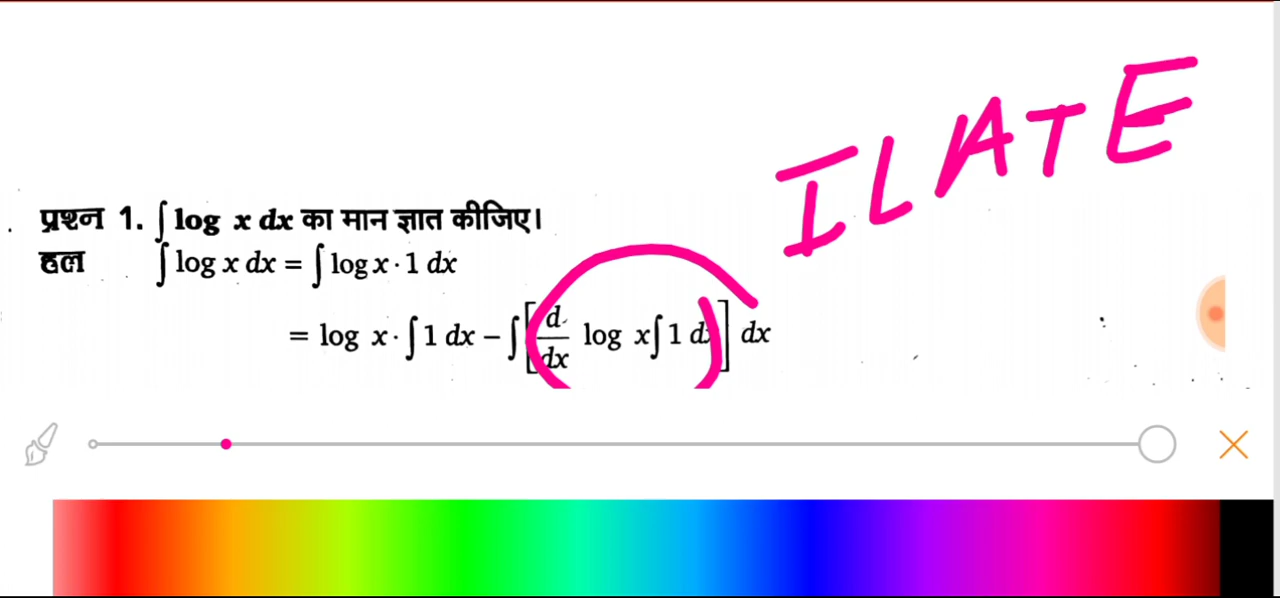 ILATE
प्रश्न 1. ∫ log x dx का मान ज्ञात कीजिए।
हल ∫ log x dx = ∫ log x · 1 dx
= log x · ∫ 1 dx − ∫ [d/dx log x ∫ 1 dx] dx